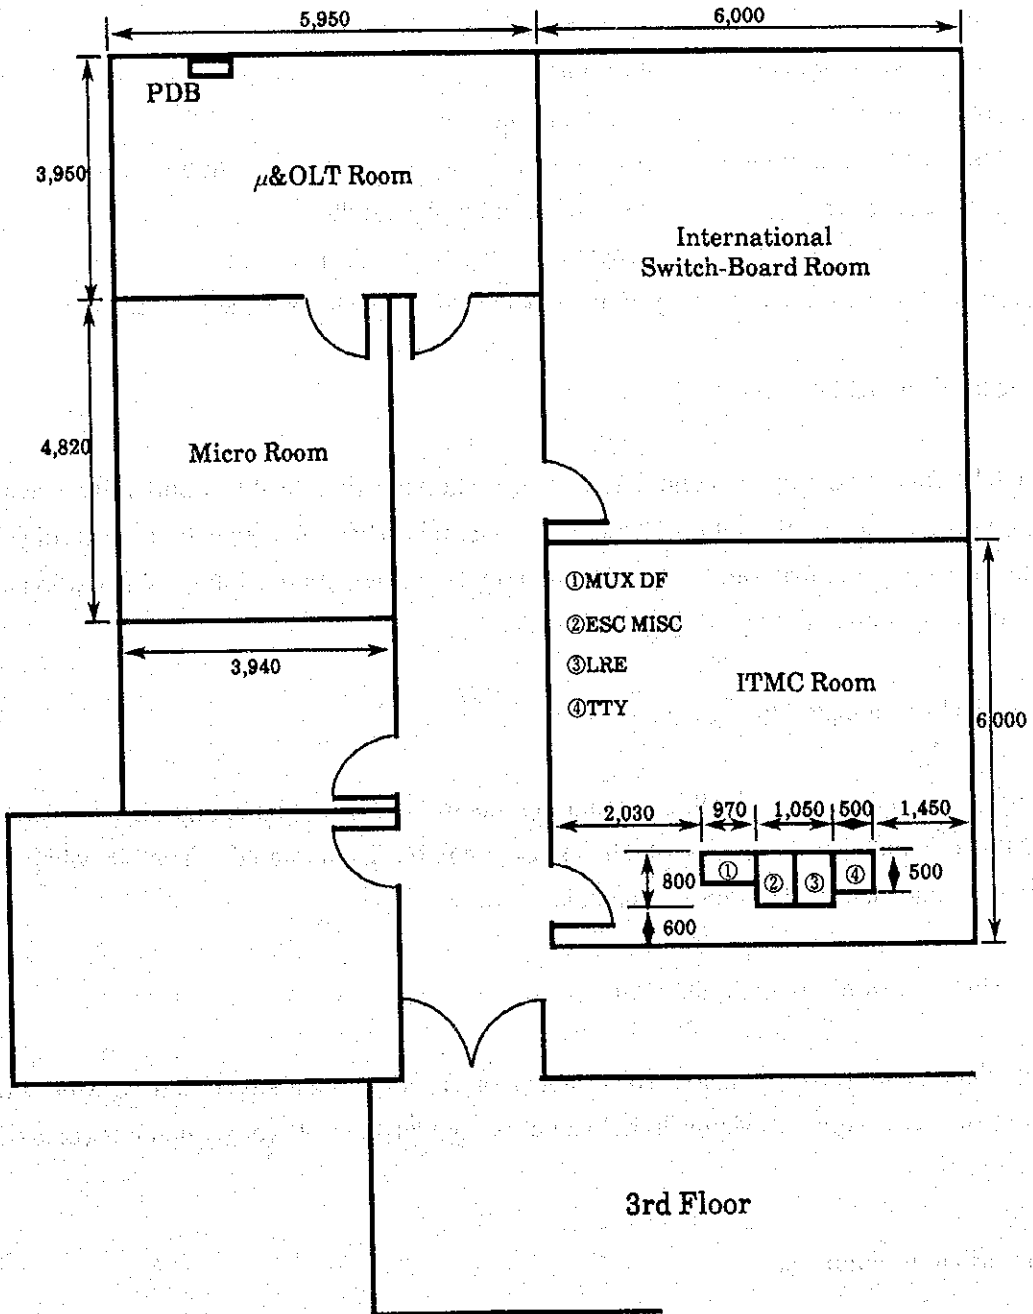 5,950
6,000
PDB
3,950
μ&OLT Room
International
Switch-Board Room
4,820
Micro Room
①MUX DF
②ESC MISC
③LRE
④TTY
3,940
ITMC Room
6,000
2,030
970
1,050
500
1,450
800
①
②
③
④
500
600
3rd Floor